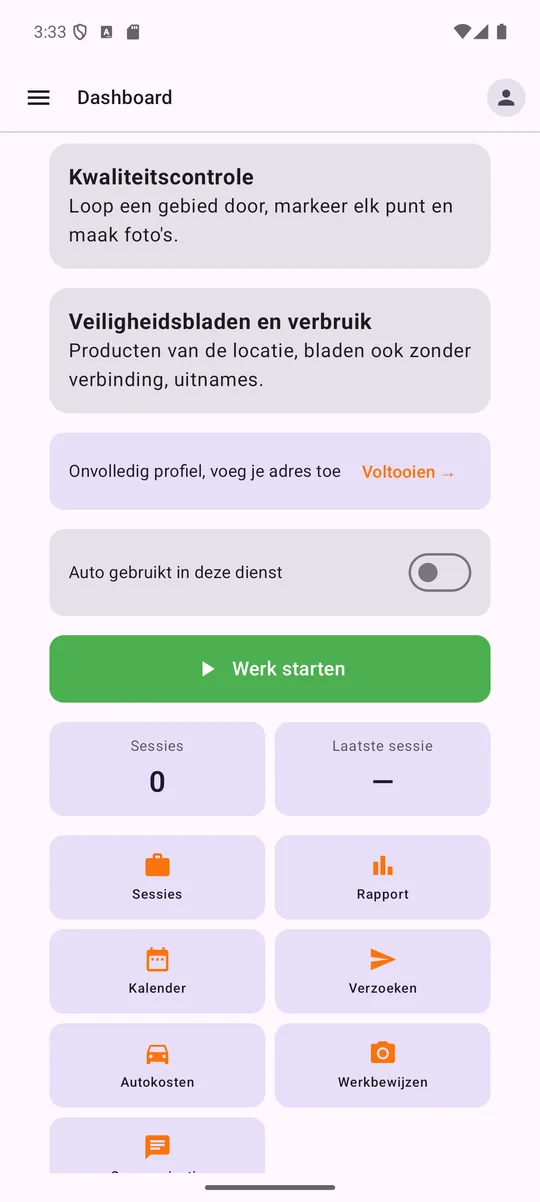 3:33
Dashboard
Kwaliteitscontrole
Loop een gebied door, markeer elk punt en
maak foto's.
Veiligheidsbladen en verbruik
Producten van de locatie, bladen ook zonder
verbinding, uitnames.
Onvolledig profiel, voeg je adres toe
Voltooien →
Auto gebruikt in deze dienst
Werk starten
Sessies
Laatste sessie
0
—
Sessies
Rapport
Kalender
Verzoeken
Autokosten
Werkbewijzen